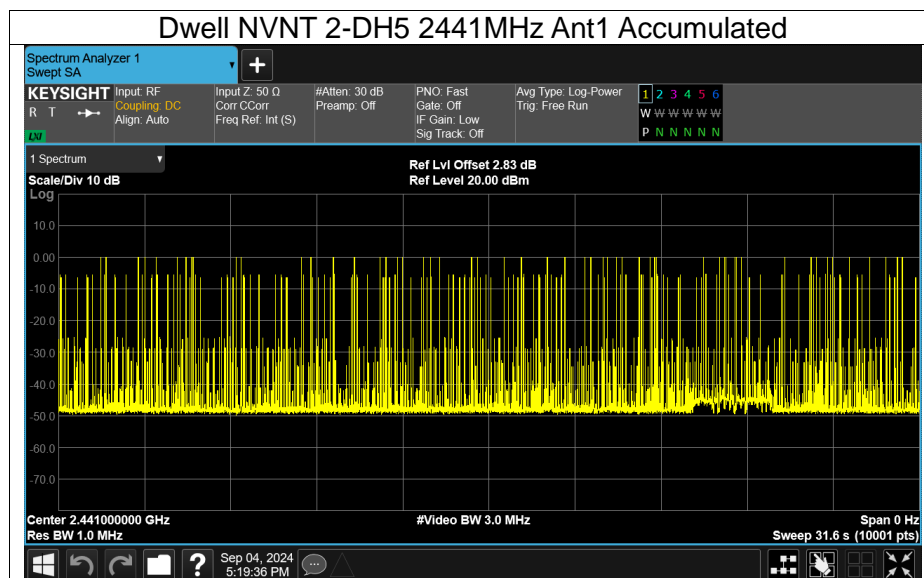 Dwell NVNT 2-DH5 2441MHz Ant1 Accumulated
Spectrum Analyzer 1
Swept SA
+
KEYSIGHT Input: RF Input Z: 50 Ω #Atten: 30 dB PNO: Fast Avg Type: Log-Power 1 2 3 4 5 6
R T Coupling: DC Corr CCorr Preamp: Off Gate: Off Trig: Free Run W W W W W W
Align: Auto Freq Ref: Int (S) IF Gain: Low
LXI Sig Track: Off P N N N N N
1 Spectrum Ref Lvl Offset 2.83 dB
Scale/Div 10 dB Ref Level 20.00 dBm
Log
10.0
0.00
-10.0
-20.0
-30.0
-40.0
-50.0
-60.0
-70.0
Center 2.441000000 GHz #Video BW 3.0 MHz Span 0 Hz
Res BW 1.0 MHz Sweep 31.6 s (10001 pts)
? Sep 04, 2024
5:19:36 PM